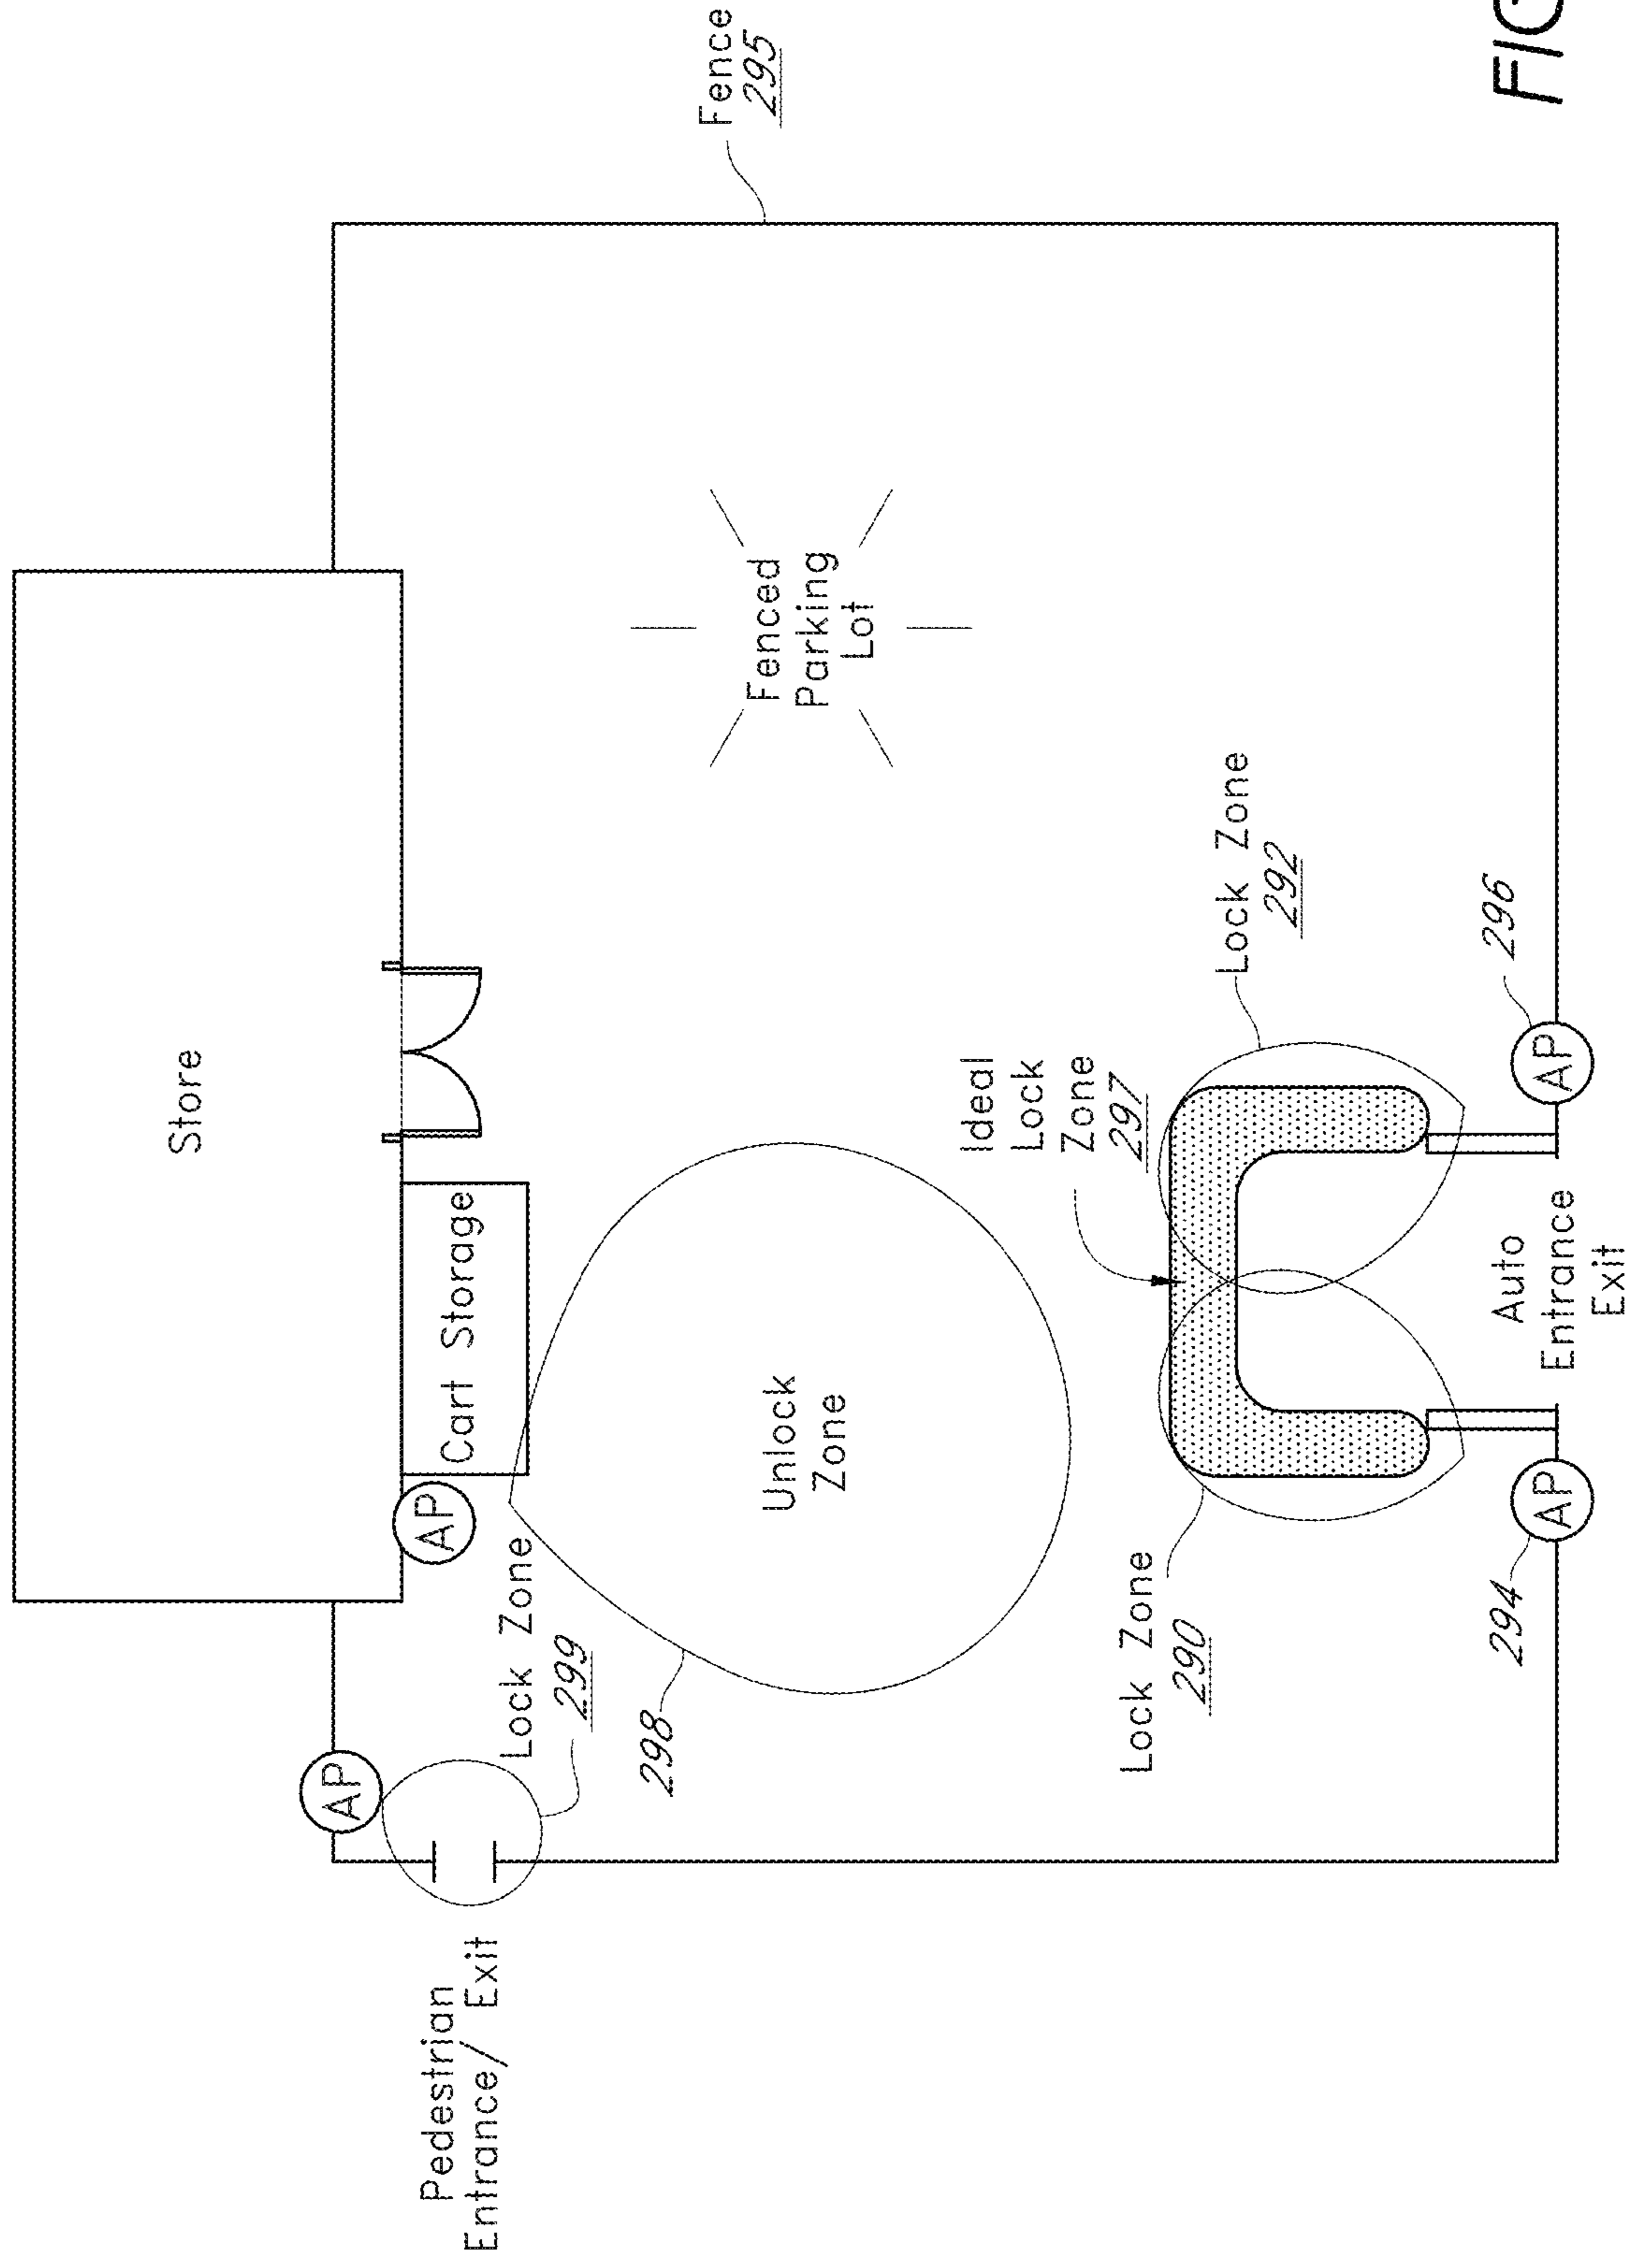 Store
AP
AP
Cart Storage
Pedestrian
Entrance/ Exit
Lock Zone
299
298
Unlock
Zone
Fenced
Parking
Lot
Fence
295
Ideal
Lock
Zone
297
Lock Zone
290
Lock Zone
292
294
AP
Auto
Entrance
Exit
AP
296